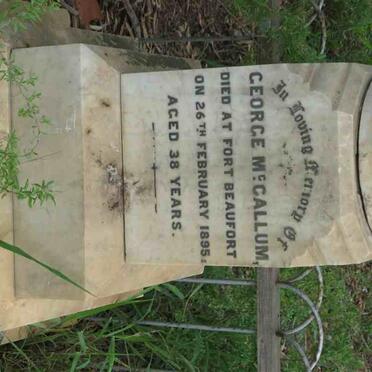 In Loving Memory Of
GEORGE McCALLUM,
DIED AT FORT BEAUFORT
ON 26TH FEBRUARY 1895:
AGED 38 YEARS.